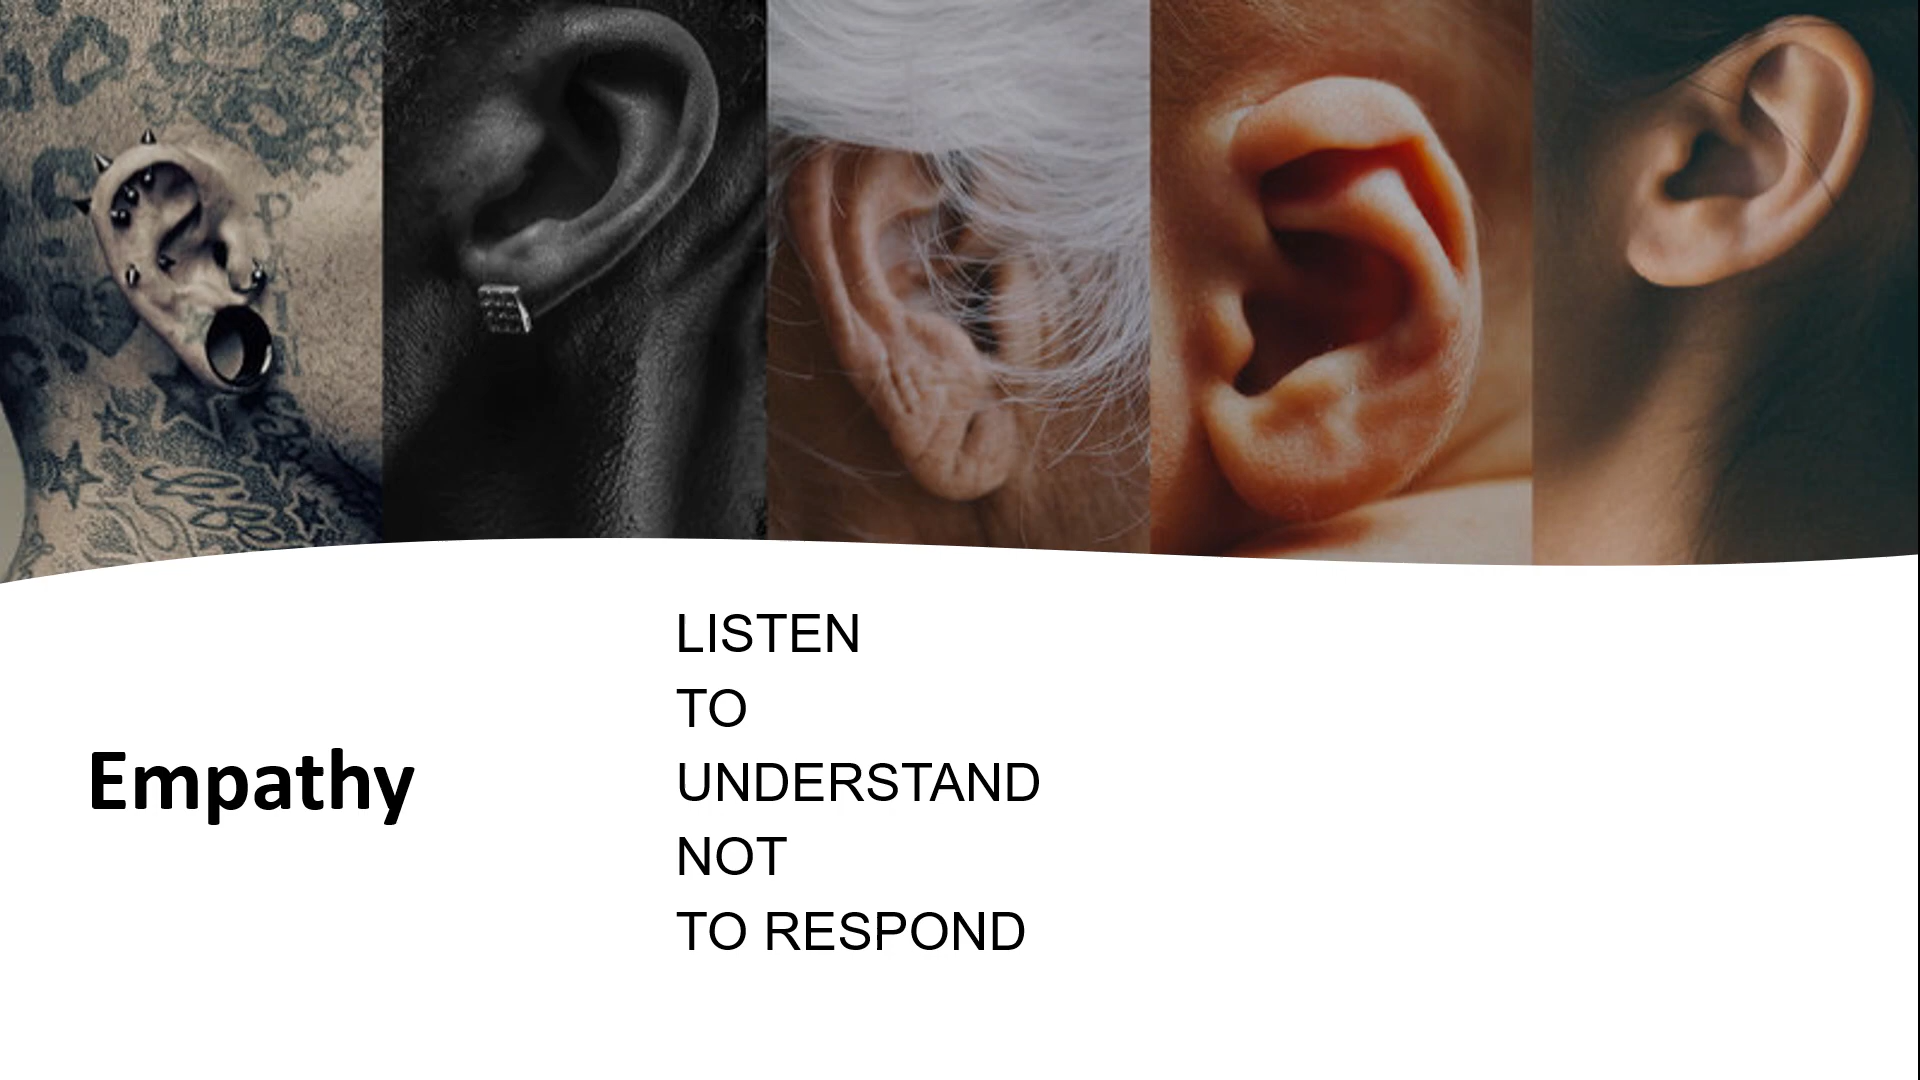 Empathy
LISTEN
TO
UNDERSTAND
NOT
TO RESPOND